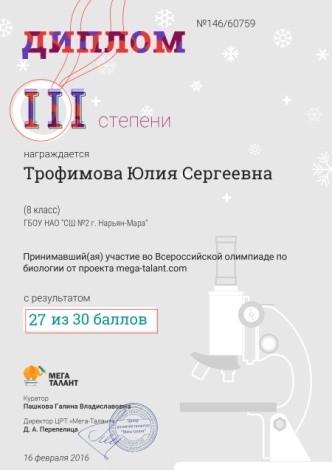 №146/60759
ДИПЛОМ
III степени
награждается
Трофимова Юлия Сергеевна
(8 класс)
ГБОУ НАО "СШ №2 г. Нарьян-Мара"
Принимавший(ая) участие во Всероссийской олимпиаде по
биологии от проекта mega-talant.com
с результатом
27 из 30 баллов
МЕГА
ТАЛАНТ
Куратор
Пашкова Галина Владиславовна
Директор ЦРТ «Мега-Талант»
Д. А. Перепелица
16 февраля 2016